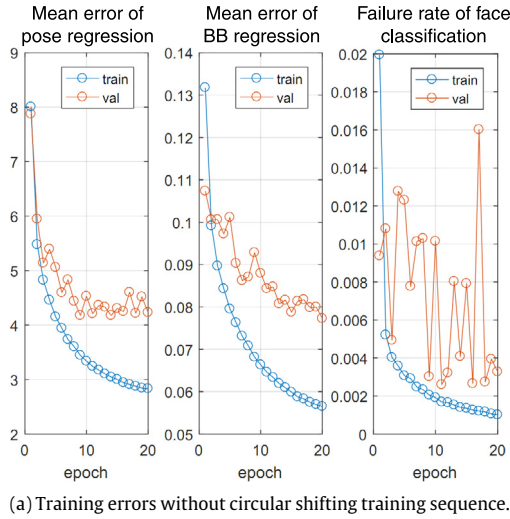 Mean error of
pose regression
Mean error of
BB regression
Failure rate of face
classification
9
8
7
6
5
4
3
2
0
10
20
epoch
train
val
0.14
0.13
0.12
0.11
0.1
0.09
0.08
0.07
0.06
0.05
0
10
20
epoch
train
val
0.02
0.018
0.016
0.014
0.012
0.01
0.008
0.006
0.004
0.002
0
0
10
20
epoch
train
val
(a) Training errors without circular shifting training sequence.